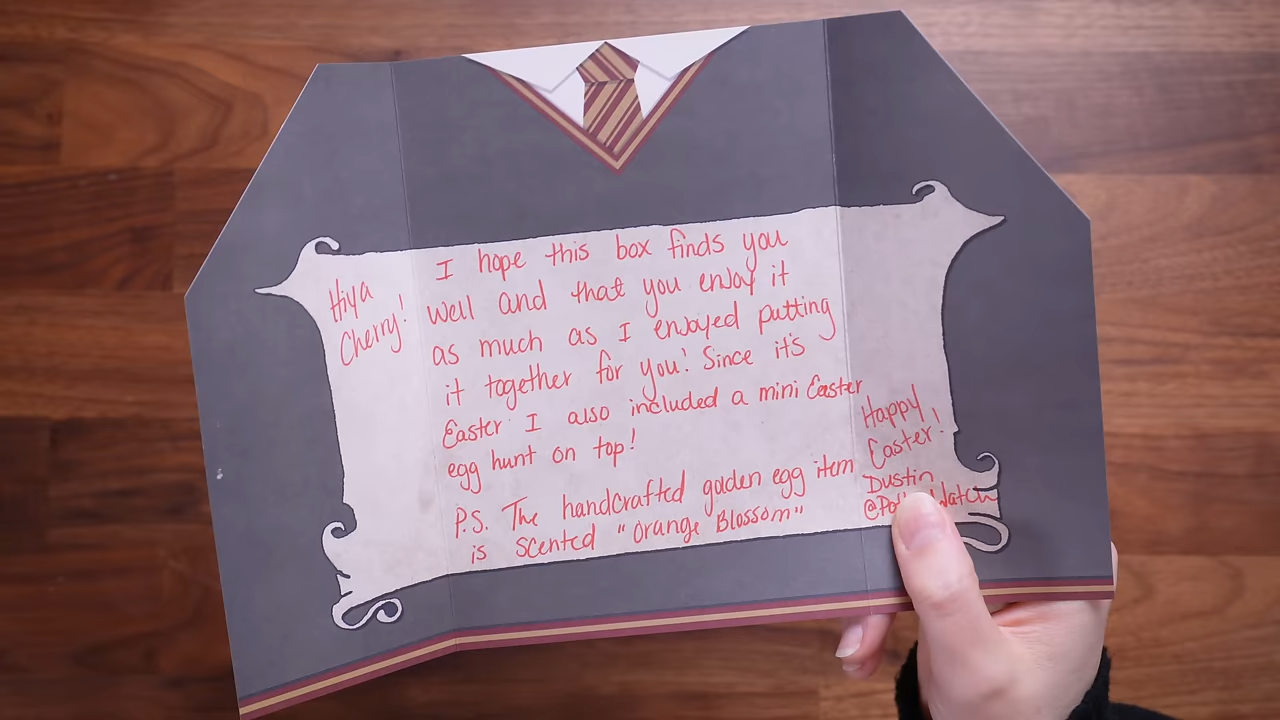 Hiya
Cherry!
I hope this box finds you
well and that you enjoy it
as much as I enjoyed putting
it together for you! Since it's
Easter I also included a mini Easter
egg hunt on top!
P.S. The handcrafted golden egg item
is scented "Orange Blossom"
Happy
Easter!
Dustin